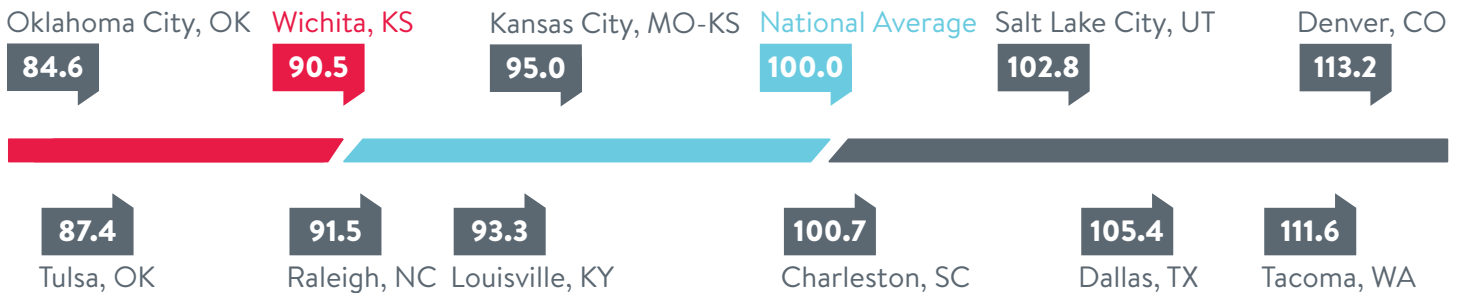 Oklahoma City, OK
84.6
Wichita, KS
90.5
Kansas City, MO-KS
95.0
National Average
100.0
Salt Lake City, UT
102.8
Denver, CO
113.2
87.4
Tulsa, OK
91.5
Raleigh, NC
93.3
Louisville, KY
100.7
Charleston, SC
105.4
Dallas, TX
111.6
Tacoma, WA